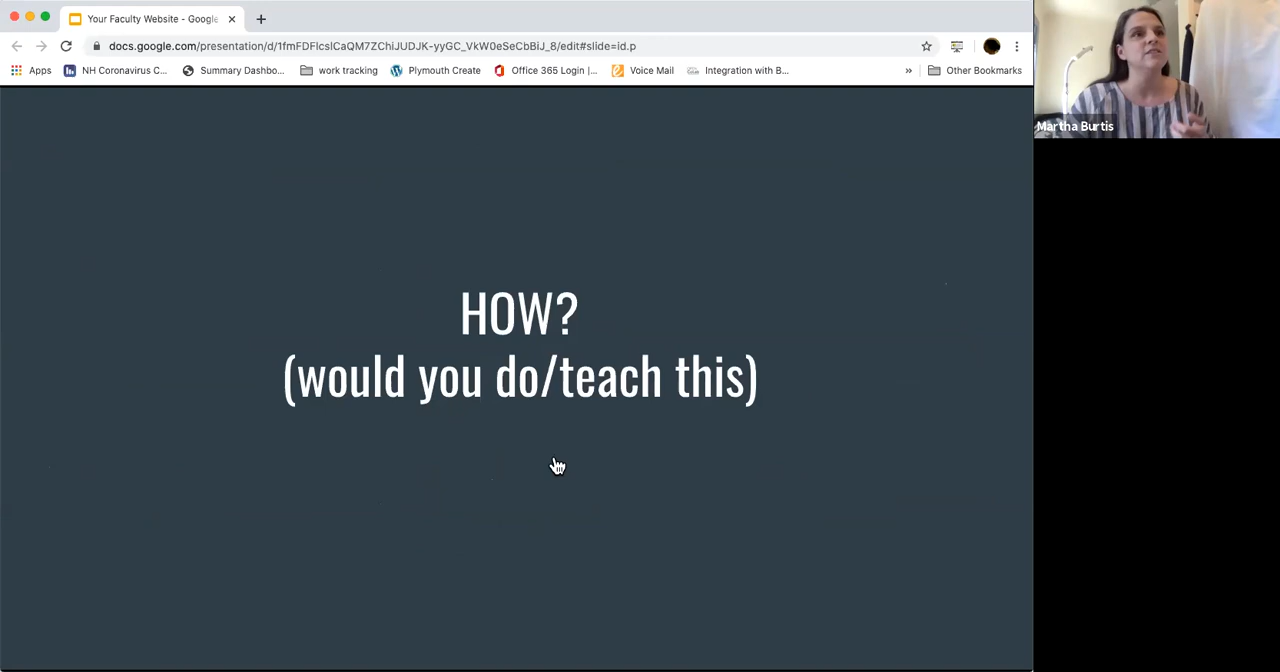 Your Faculty Website - Google
docs.google.com/presentation/d/1fmFDFIcslCaQM7ZChiJUDJK-yyGC_VkW0eSeCbBiJ_8/edit#slide=id.p
Apps NH Coronavirus C... Summary Dashbo... work tracking Plymouth Create Office 365 Login |... Voice Mail Integration with B... » Other Bookmarks
Martha Burtis
HOW?
(would you do/teach this)